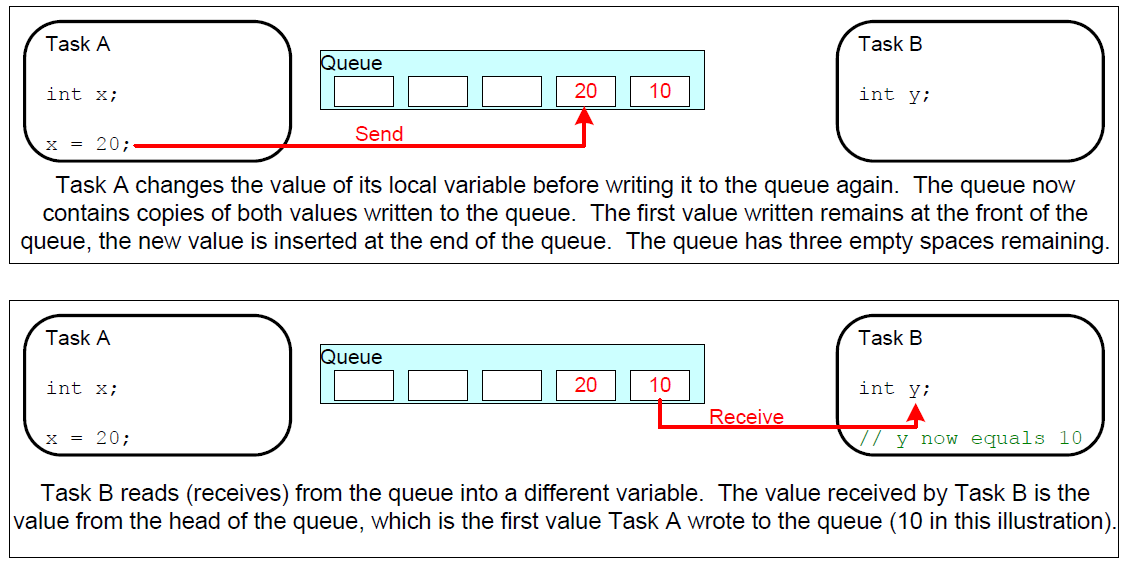 Task A
int x;
x = 20;
Queue
20 10
Send
Task B
int y;
Task A changes the value of its local variable before writing it to the queue again. The queue now
contains copies of both values written to the queue. The first value written remains at the front of the
queue, the new value is inserted at the end of the queue. The queue has three empty spaces remaining.
Task A
int x;
x = 20;
Queue
20 10
Receive
Task B
int y;
// y now equals 10
Task B reads (receives) from the queue into a different variable. The value received by Task B is the
value from the head of the queue, which is the first value Task A wrote to the queue (10 in this illustration).